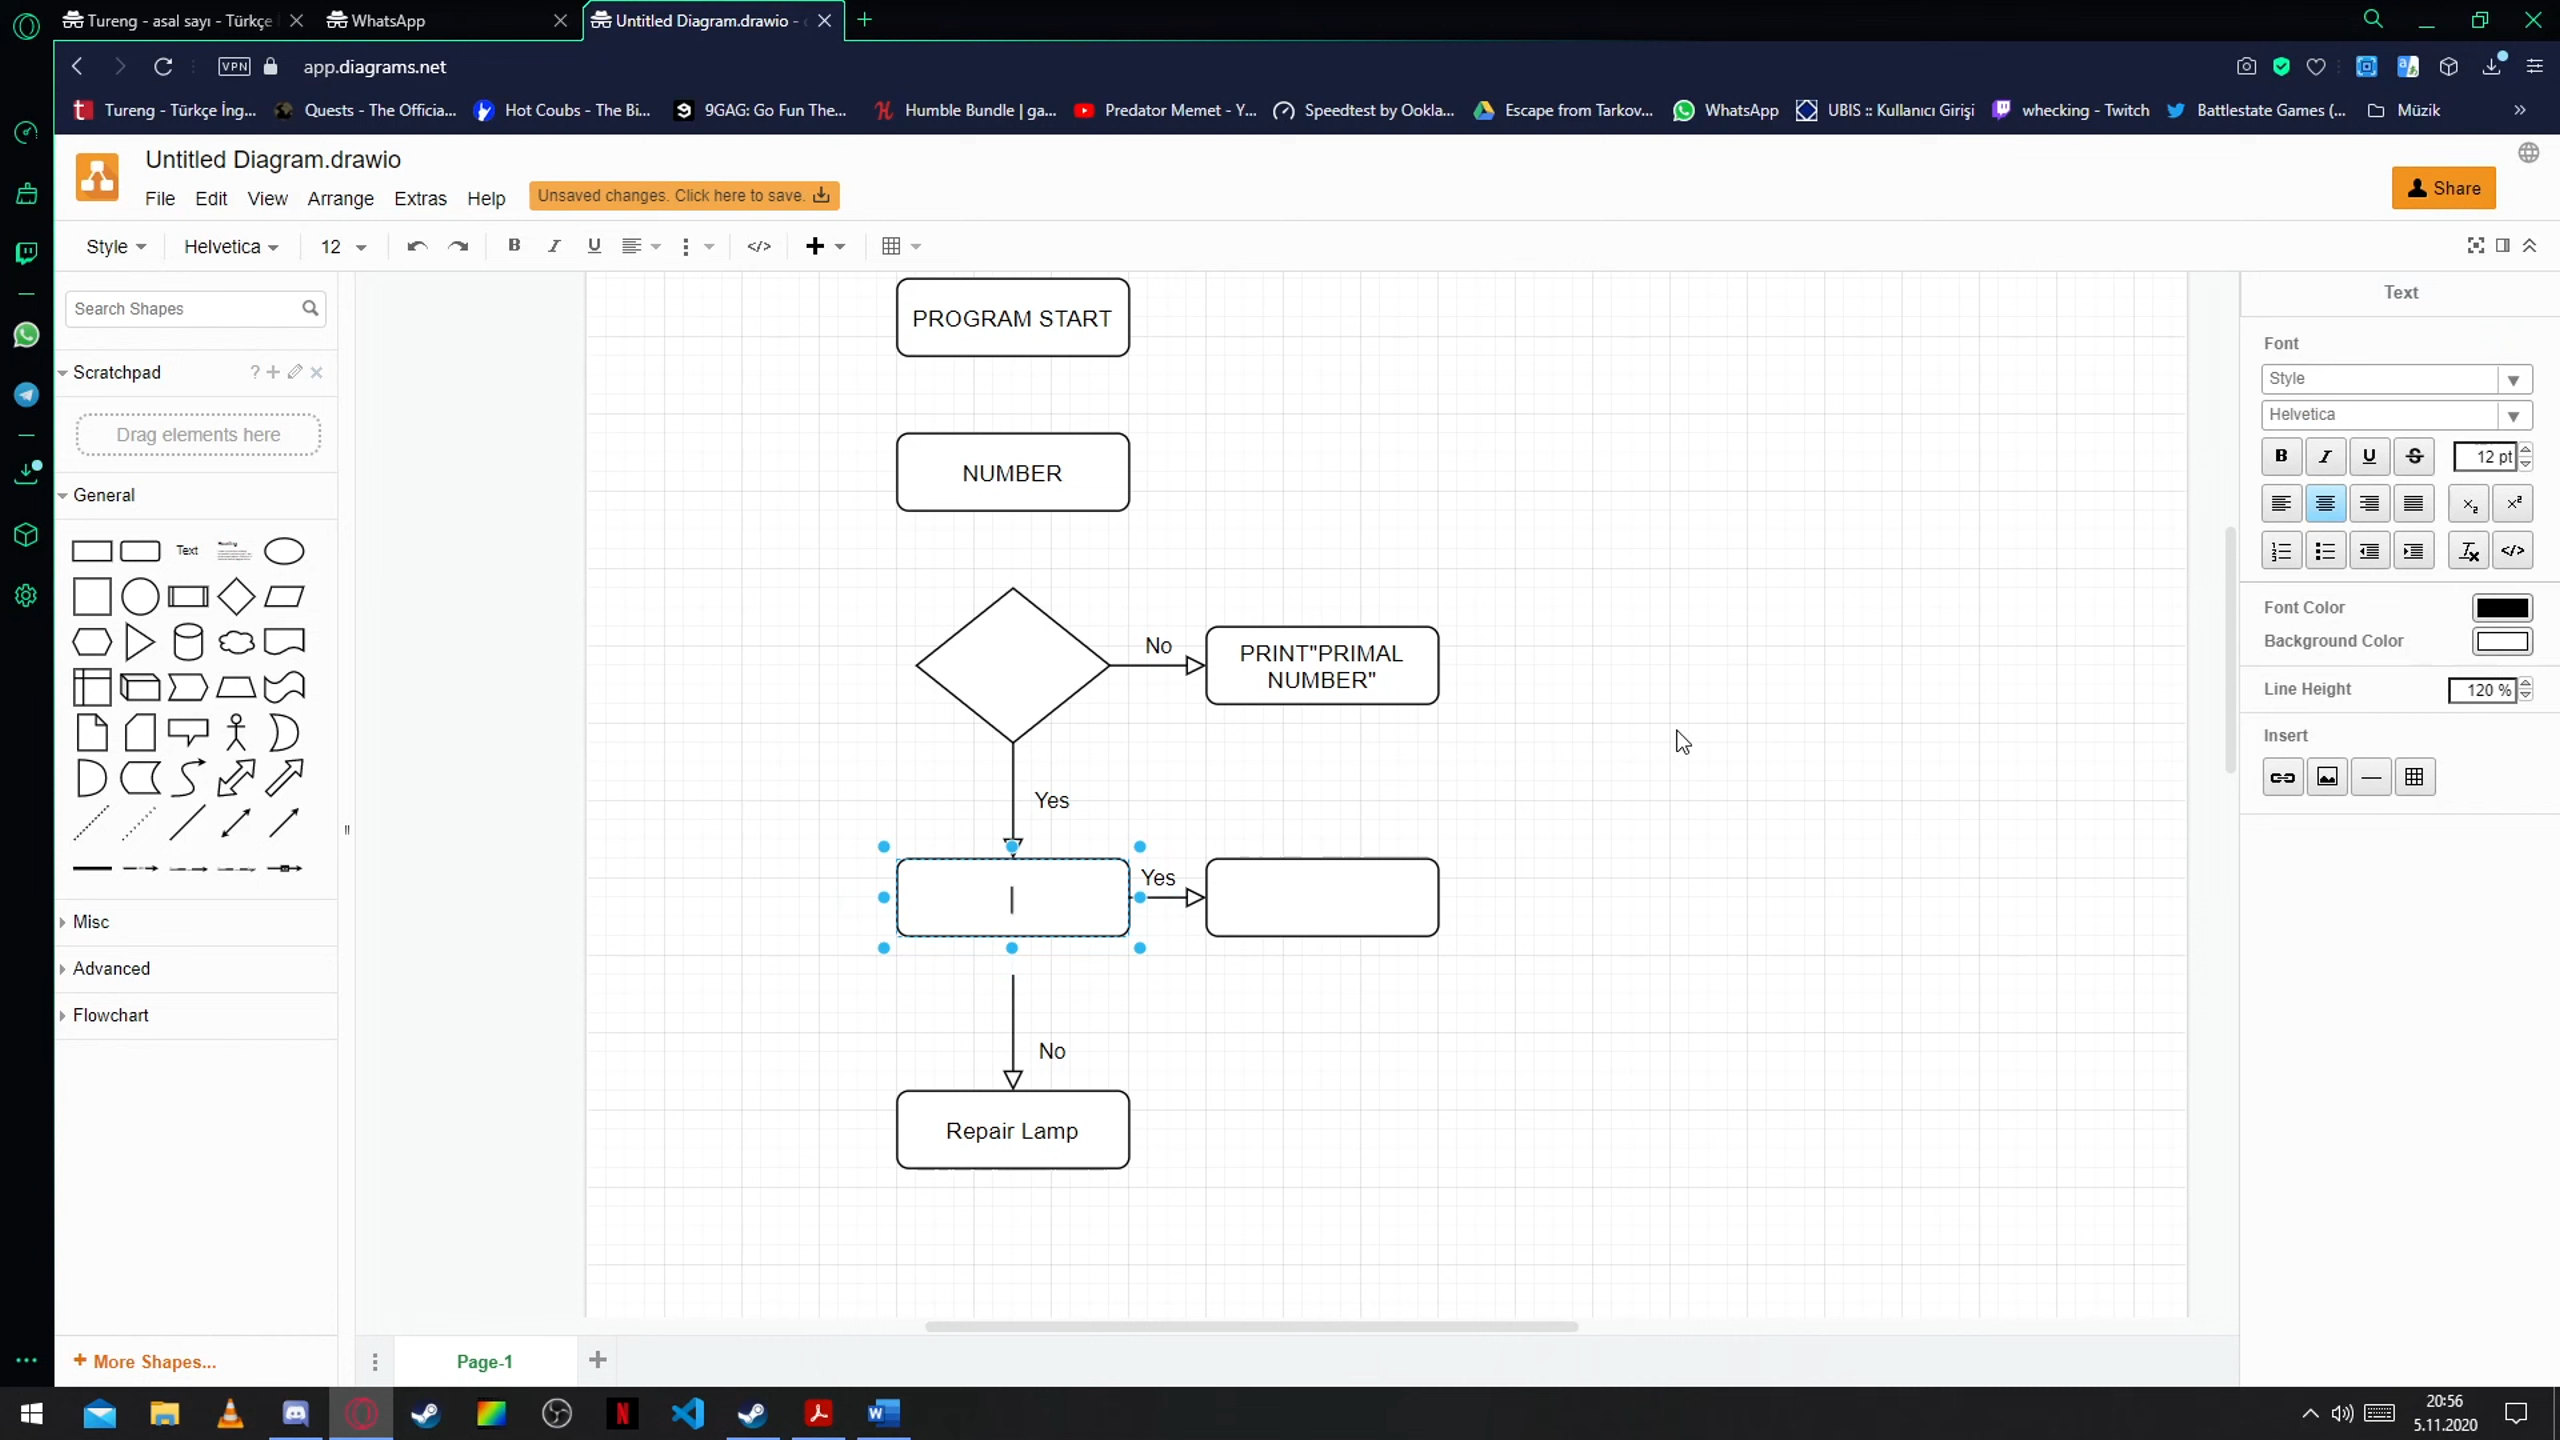 Tureng - asal sayı - Türkçe
WhatsApp
Untitled Diagram.drawio -
VPN
app.diagrams.net
Tureng - Türkçe İng...
Quests - The Officia...
Hot Coubs - The Bi...
9GAG: Go Fun The...
Humble Bundle | ga...
Predator Memet - Y...
Speedtest by Ookla...
Escape from Tarkov...
WhatsApp
UBIS :: Kullanıcı Girişi
whecking - Twitch
Battlestate Games (...
Müzik
»
Untitled Diagram.drawio
File Edit View Arrange Extras Help
Unsaved changes. Click here to save.
Share
Style
Helvetica
12
B I U
Search Shapes
Scratchpad
?
Drag elements here
General
Text
Heading
Misc
Advanced
Flowchart
+ More Shapes...
PROGRAM START
NUMBER
No
PRINT"PRIMAL
NUMBER"
Yes
Yes
No
Repair Lamp
Page-1
Text
Font
Style
Helvetica
B I U S
12 pt
Font Color
Background Color
Line Height
120 %
Insert
20:56
5.11.2020